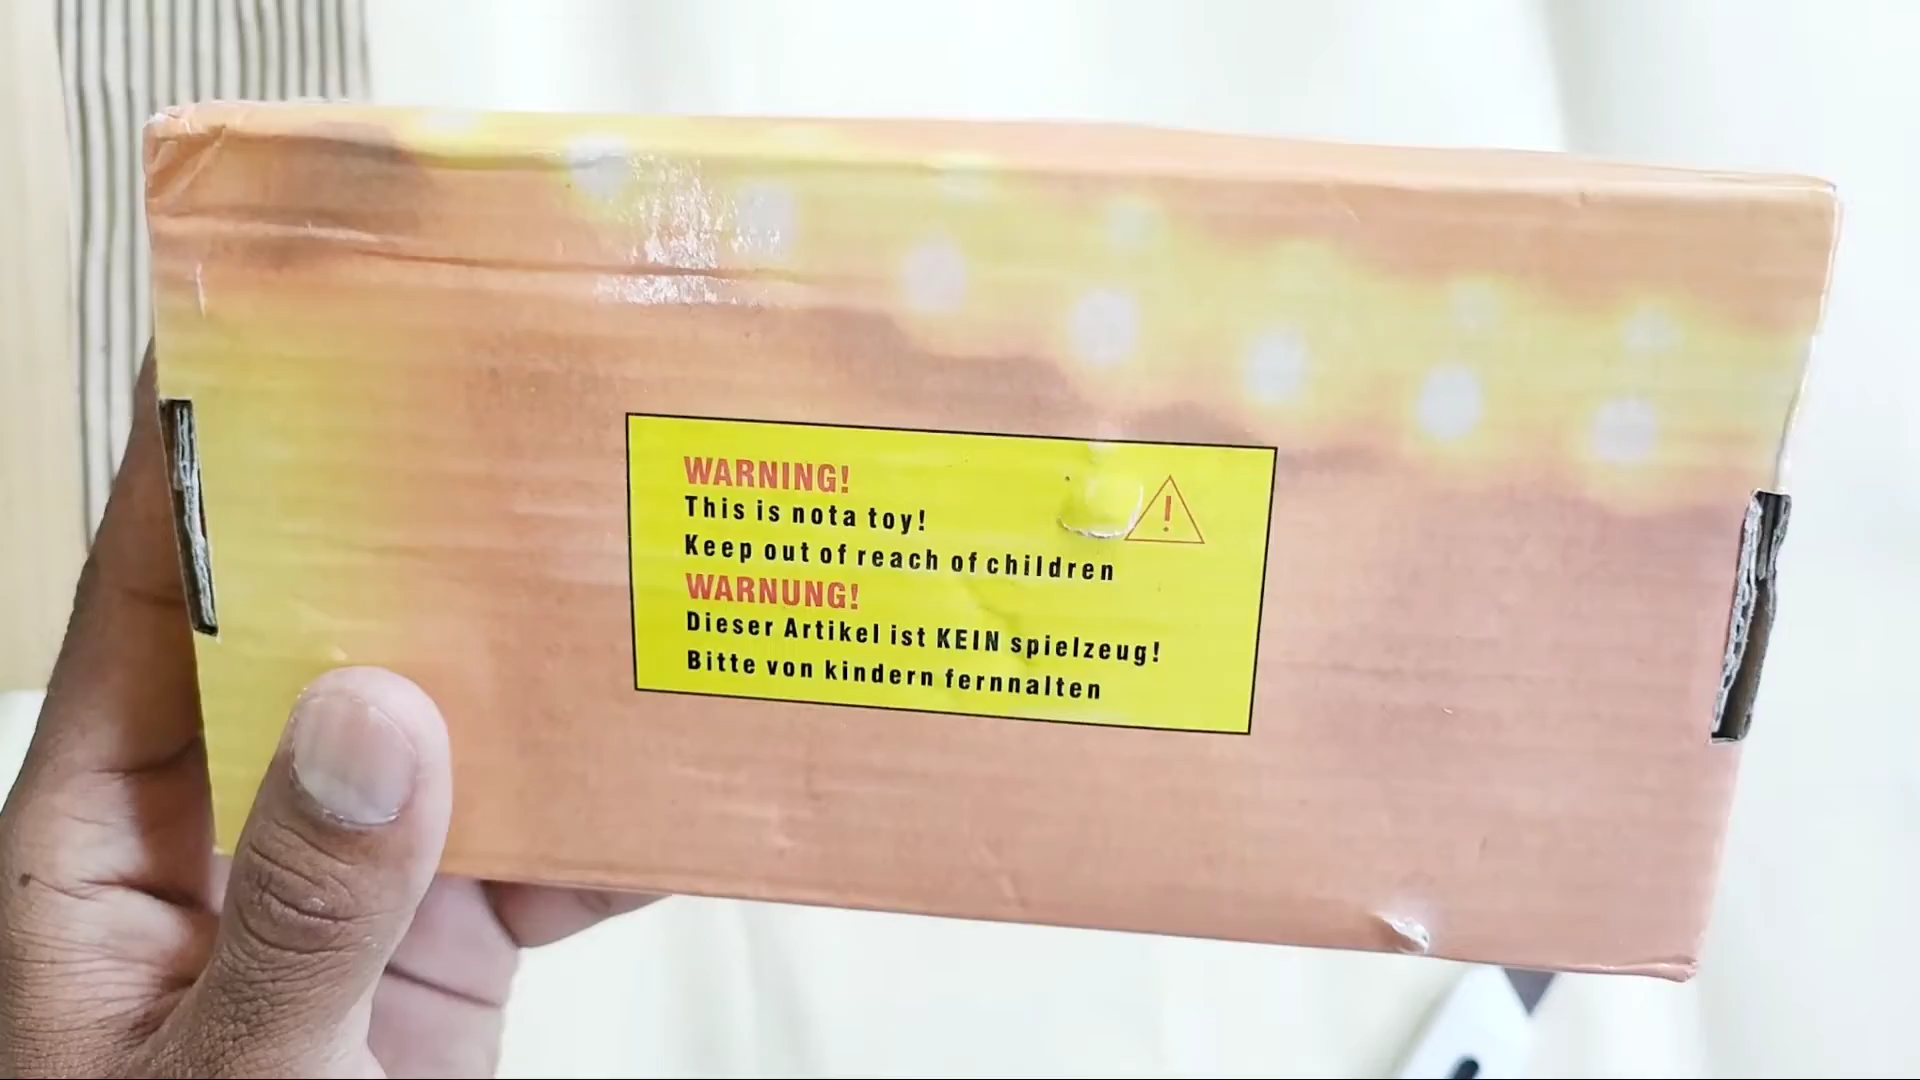 WARNING!
This is nota toy!
Keep out of reach of children
WARNUNG!
Dieser Artikel ist KEIN spielzeug!
Bitte von kindern fernnalten